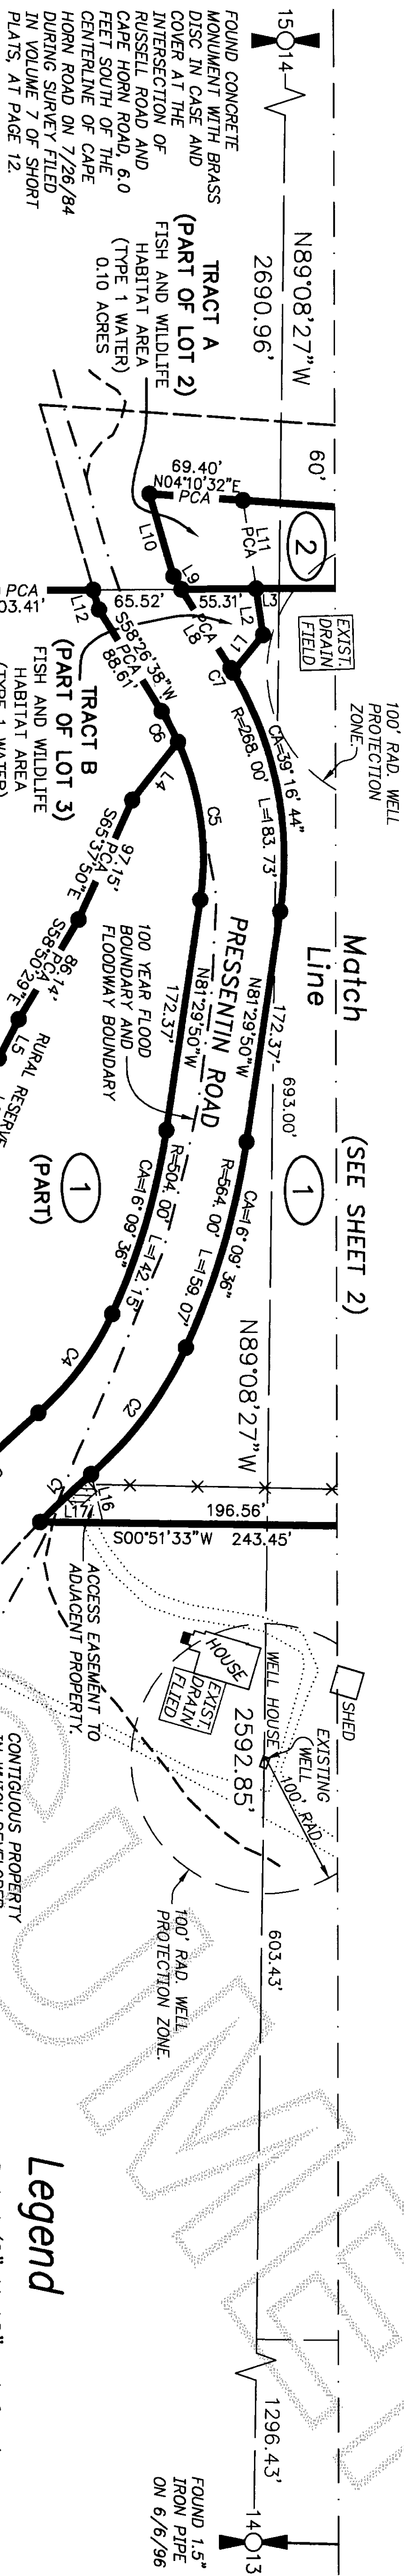 15 14
N89°08'27"W
2690.96'
FOUND CONCRETE
MONUMENT WITH BRASS
DISC IN CASE AND
COVER AT THE
INTERSECTION OF
RUSSELL ROAD AND
CAPE HORN ROAD, 6.0
FEET SOUTH OF THE
CENTERLINE OF CAPE
HORN ROAD ON 7/26/84
DURING SURVEY FILED
IN VOLUME 7 OF SHORT
PLATS, AT PAGE 12.
TRACT A
(PART OF LOT 2)
FISH AND WILDLIFE
HABITAT AREA
(TYPE 1 WATER)
0.10 ACRES
60'
69.40'
N04°10'32"E
PCA
L10
L11
PCA
2
L9
55.31'
L3
L2
L1
PCA
L8
C7
EXIST.
DRAIN
FIELD
100' RAD. WELL
PROTECTION
ZONE.
PCA
03.41'
L12
65.52'
S58°26'38"W
PCA
88.61'
C6
L4
TRACT B
(PART OF LOT 3)
FISH AND WILDLIFE
HABITAT AREA
(TYPE 1 WATER)
97.15'
PCA
S65°37'50"E
86.14'
PCA
S58°50'29"E
L5
RURAL RESERVE
CA=39°16'44"
R=268.00' L=183.73'
C5
172.37'
N81°29'50"W
PRESSENTIN ROAD
N81°29'50"W
172.37'
693.00'
100 YEAR FLOOD
BOUNDARY AND
FLOODWAY BOUNDARY
Match
Line
(SEE SHEET 2)
1
1
(PART)
R=504.00' L=142.15'
CA=16°09'36"
CA=16°09'36"
R=564.00' L=159.07'
N89°08'27"W
C4
C2
L16
L17
196.56'
S00°51'33"W 243.45'
ACCESS EASEMENT TO
ADJACENT PROPERTY.
HOUSE
EXIST.
DRAIN
FLIED
WELL HOUSE
SHED
EXISTING
WELL
100' RAD.
2592.85'
100' RAD. WELL
PROTECTION ZONE.
603.43'
CONTIGUOUS PROPERTY
Legend
1296.43'
14 13
FOUND 1.5"
IRON PIPE
ON 6/6/96